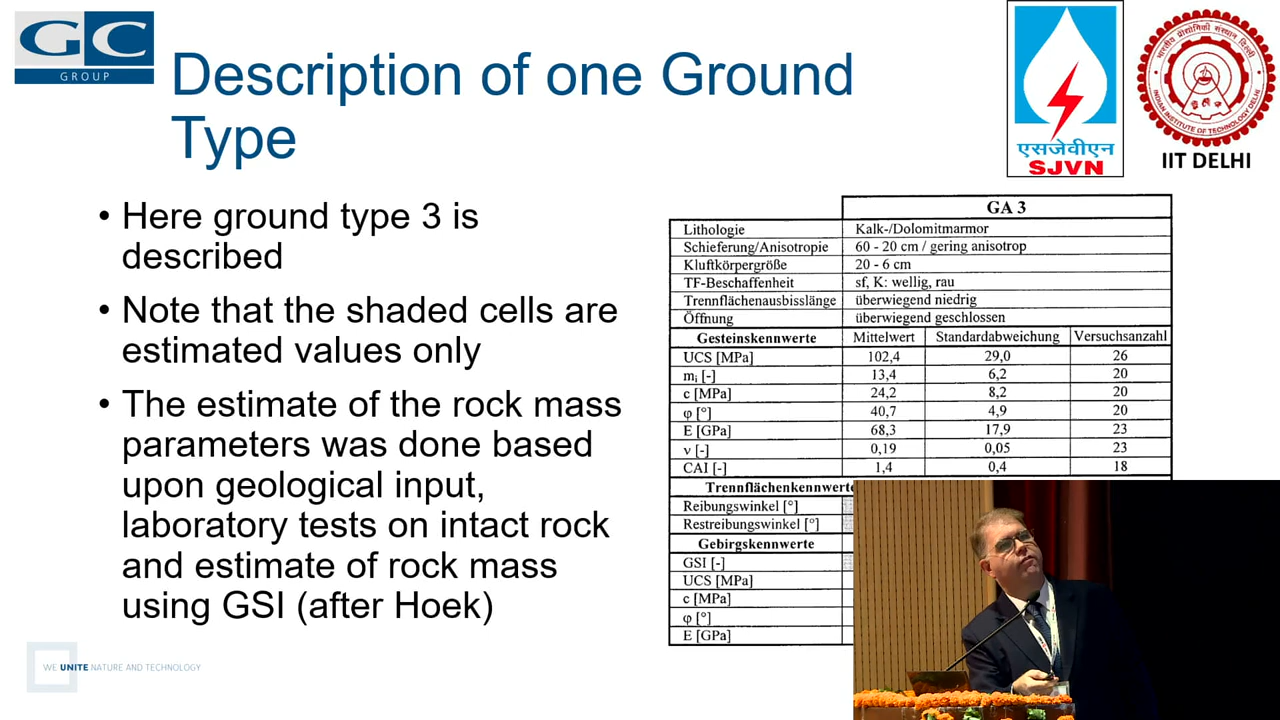 GC
GROUP
Description of one Ground
Type
एसजेवीएन
SJVN
भारतीय प्रौद्योगिकी संस्थान दिल्ली
INDIAN INSTITUTE OF TECHNOLOGY DELHI
IIT DELHI
• Here ground type 3 is
described
• Note that the shaded cells are
estimated values only
• The estimate of the rock mass
parameters was done based
upon geological input,
laboratory tests on intact rock
and estimate of rock mass
using GSI (after Hoek)
GA 3
Lithologie Kalk-/Dolomitmarmor
Schieferung/Anisotropie 60 - 20 cm / gering anisotrop
Kluftkörpergröße 20 - 6 cm
TF-Beschaffenheit sf, K: wellig, rau
Trennflächenausbisslänge überwiegend niedrig
Öffnung überwiegend geschlossen
Gesteinskennwerte Mittelwert Standardabweichung Versuchsanzahl
UCS [MPa] 102,4 29,0 26
mi [-] 13,4 6,2 20
c [MPa] 24,2 8,2 20
φ [°] 40,7 4,9 20
E [GPa] 68,3 17,9 23
ν [-] 0,19 0,05 23
CAI [-] 1,4 0,4 18
Trennflächenkennwerte
Reibungswinkel [°]
Restreibungswinkel [°]
Gebirgskennwerte
GSI [-]
UCS [MPa]
c [MPa]
φ [°]
E [GPa]
WE UNITE NATURE AND TECHNOLOGY